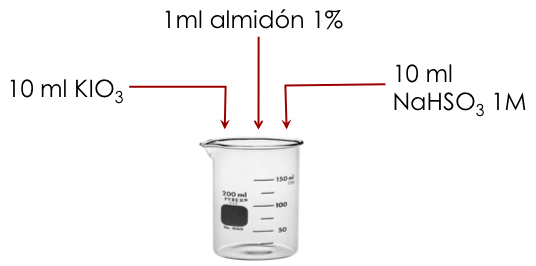 1ml almidón 1%
10 ml KIO₃
10 ml
NaHSO₃ 1M
200 ml
PYREX®
150 ml
100
50